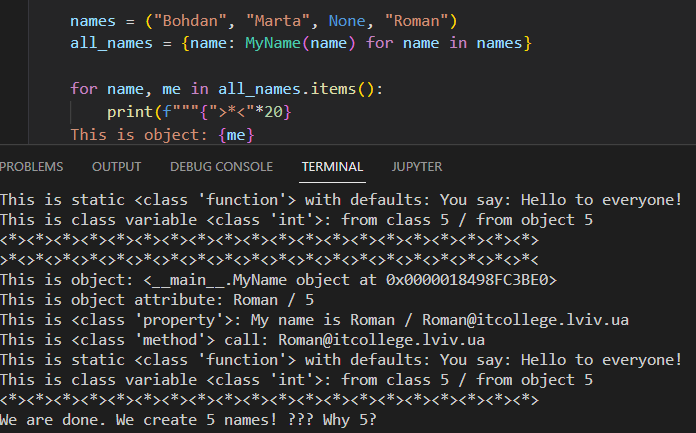 names = ("Bohdan", "Marta", None, "Roman")
all_names = {name: MyName(name) for name in names}
for name, me in all_names.items():
print(f"""{">*<"*20}
This is object: {me}
PROBLEMS OUTPUT DEBUG CONSOLE TERMINAL JUPYTER
This is static <class 'function'> with defaults: You say: Hello to everyone!
This is class variable <class 'int'>: from class 5 / from object 5
<*><*><*><*><*><*><*><*><*><*><*><*><*><*><*><*><*><*><*><*>
>*<>*<>*<>*<>*<>*<>*<>*<>*<>*<>*<>*<>*<>*<>*<>*<>*<>*<>*<>*<
This is object: <__main__.MyName object at 0x0000018498FC3BE0>
This is object attribute: Roman / 5
This is <class 'property'>: My name is Roman / Roman@itcollege.lviv.ua
This is <class 'method'> call: Roman@itcollege.lviv.ua
This is static <class 'function'> with defaults: You say: Hello to everyone!
This is class variable <class 'int'>: from class 5 / from object 5
<*><*><*><*><*><*><*><*><*><*><*><*><*><*><*><*><*><*><*><*>
We are done. We create 5 names! ??? Why 5?